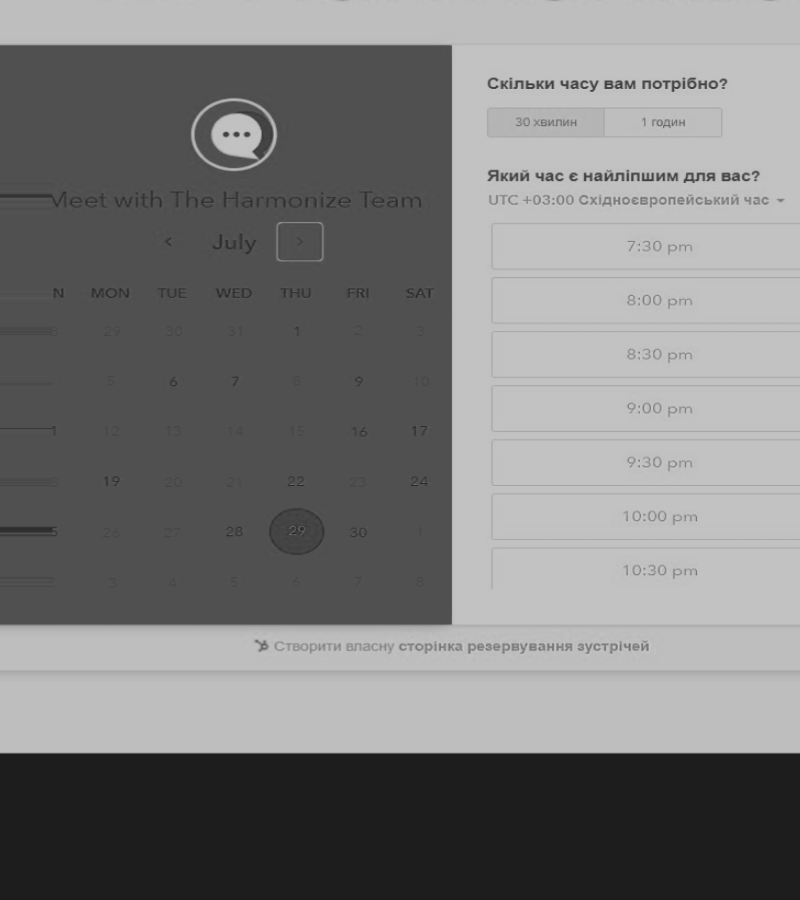 Meet with The Harmonize Team
July
N MON TUE WED THU FRI SAT
29 30 31 1 2 3
5 6 7 8 9 10
1 12 13 14 15 16 17
19 20 21 22 23 24
5 26 27 28 29 30 1
3 4 5 6 7 8
Скільки часу вам потрібно?
30 хвилин 1 годин
Який час є найліпшим для вас?
UTC +03:00 Східноєвропейський час
7:30 pm
8:00 pm
8:30 pm
9:00 pm
9:30 pm
10:00 pm
10:30 pm
Створити власну сторінка резервування зустрічей